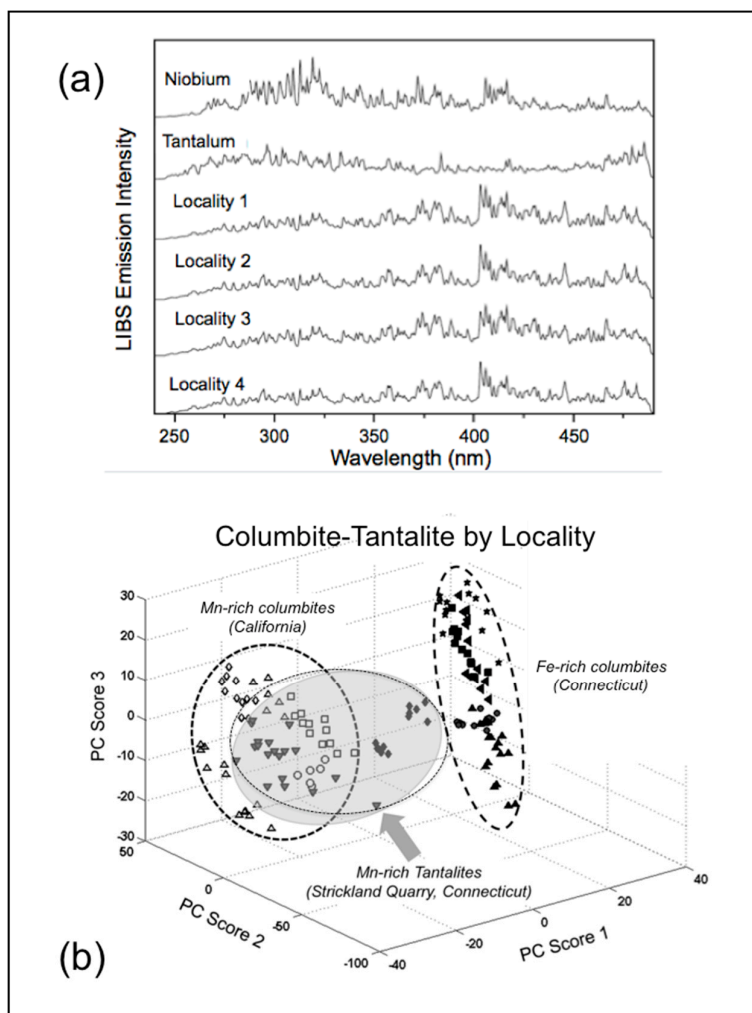 (a)
Niobium
Tantalum
Locality 1
Locality 2
Locality 3
Locality 4
LIBS Emission Intensity
250 300 350 400 450
Wavelength (nm)
Columbite-Tantalite by Locality
Mn-rich columbites
(California)
Fe-rich columbites
(Connecticut)
Mn-rich Tantalites
(Strickland Quarry, Connecticut)
PC Score 3
30
20
10
0
-10
-20
-30
50
0
-50
-100
PC Score 2
-40
-20
0
20
40
PC Score 1
(b)